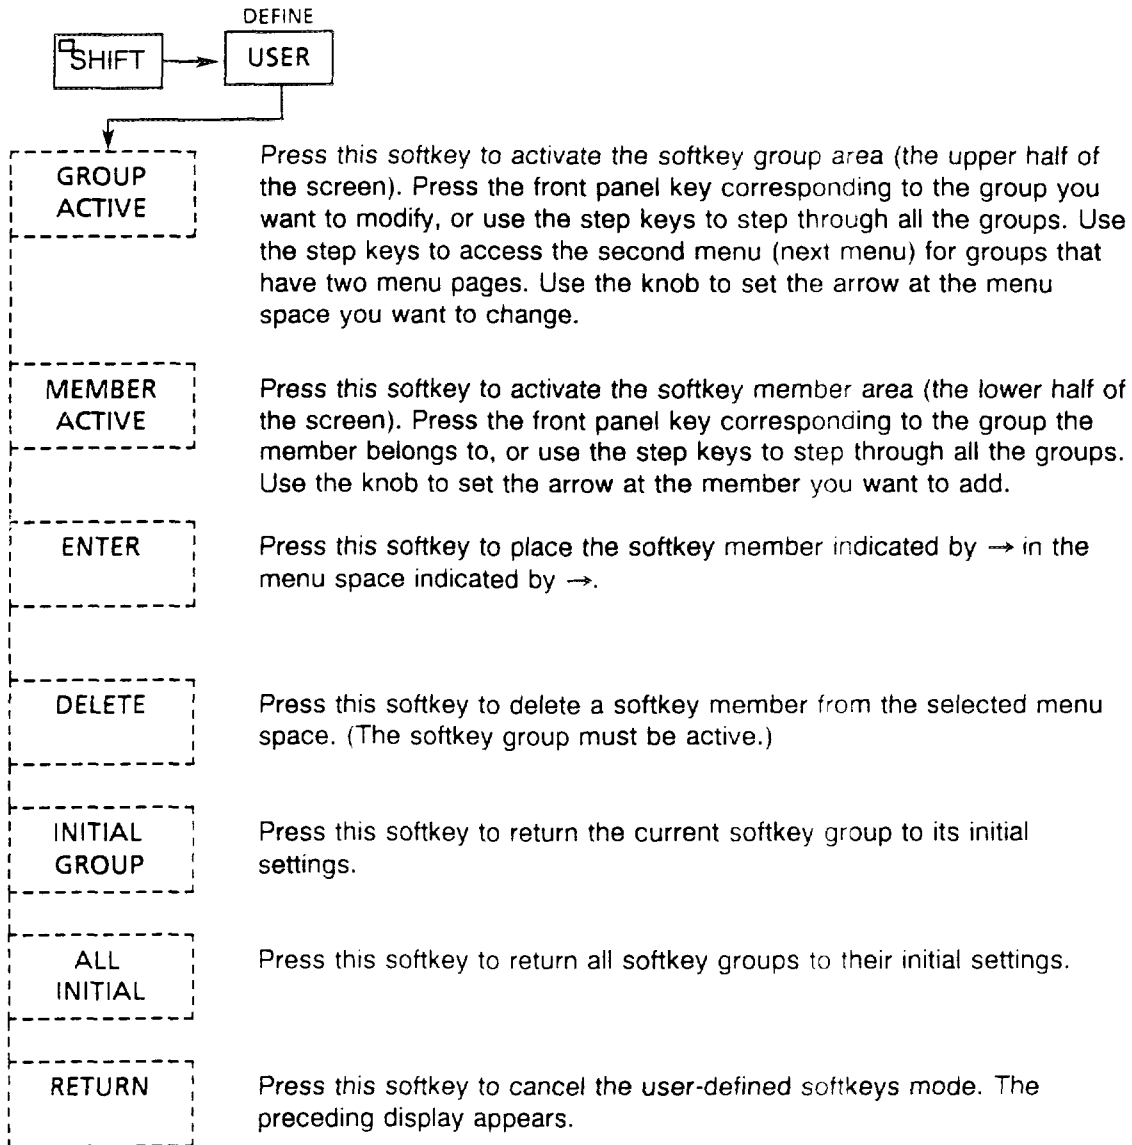 DEFINE
SHIFT USER
GROUP
ACTIVE
Press this softkey to activate the softkey group area (the upper half of
the screen). Press the front panel key corresponding to the group you
want to modify, or use the step keys to step through all the groups. Use
the step keys to access the second menu (next menu) for groups that
have two menu pages. Use the knob to set the arrow at the menu
space you want to change.
MEMBER
ACTIVE
Press this softkey to activate the softkey member area (the lower half of
the screen). Press the front panel key corresponding to the group the
member belongs to, or use the step keys to step through all the groups.
Use the knob to set the arrow at the member you want to add.
ENTER
Press this softkey to place the softkey member indicated by → in the
menu space indicated by →.
DELETE
Press this softkey to delete a softkey member from the selected menu
space. (The softkey group must be active.)
INITIAL
GROUP
Press this softkey to return the current softkey group to its initial
settings.
ALL
INITIAL
Press this softkey to return all softkey groups to their initial settings.
RETURN
Press this softkey to cancel the user-defined softkeys mode. The
preceding display appears.